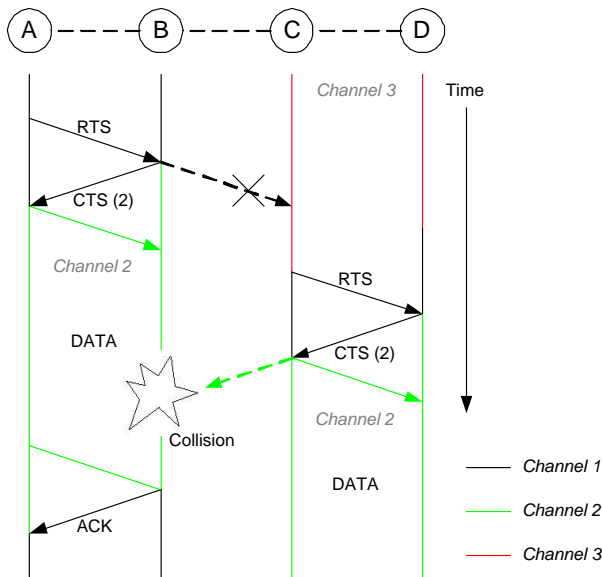 A
B
C
D
Channel 3
Time
RTS
CTS (2)
Channel 2
RTS
DATA
CTS (2)
Channel 2
Collision
Channel 1
DATA
Channel 2
ACK
Channel 3